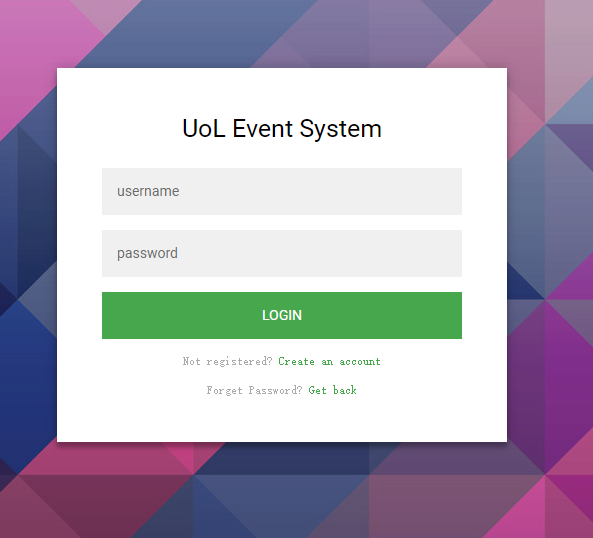 UoL Event System
username
password
LOGIN
Not registered? Create an account
Forget Password? Get back